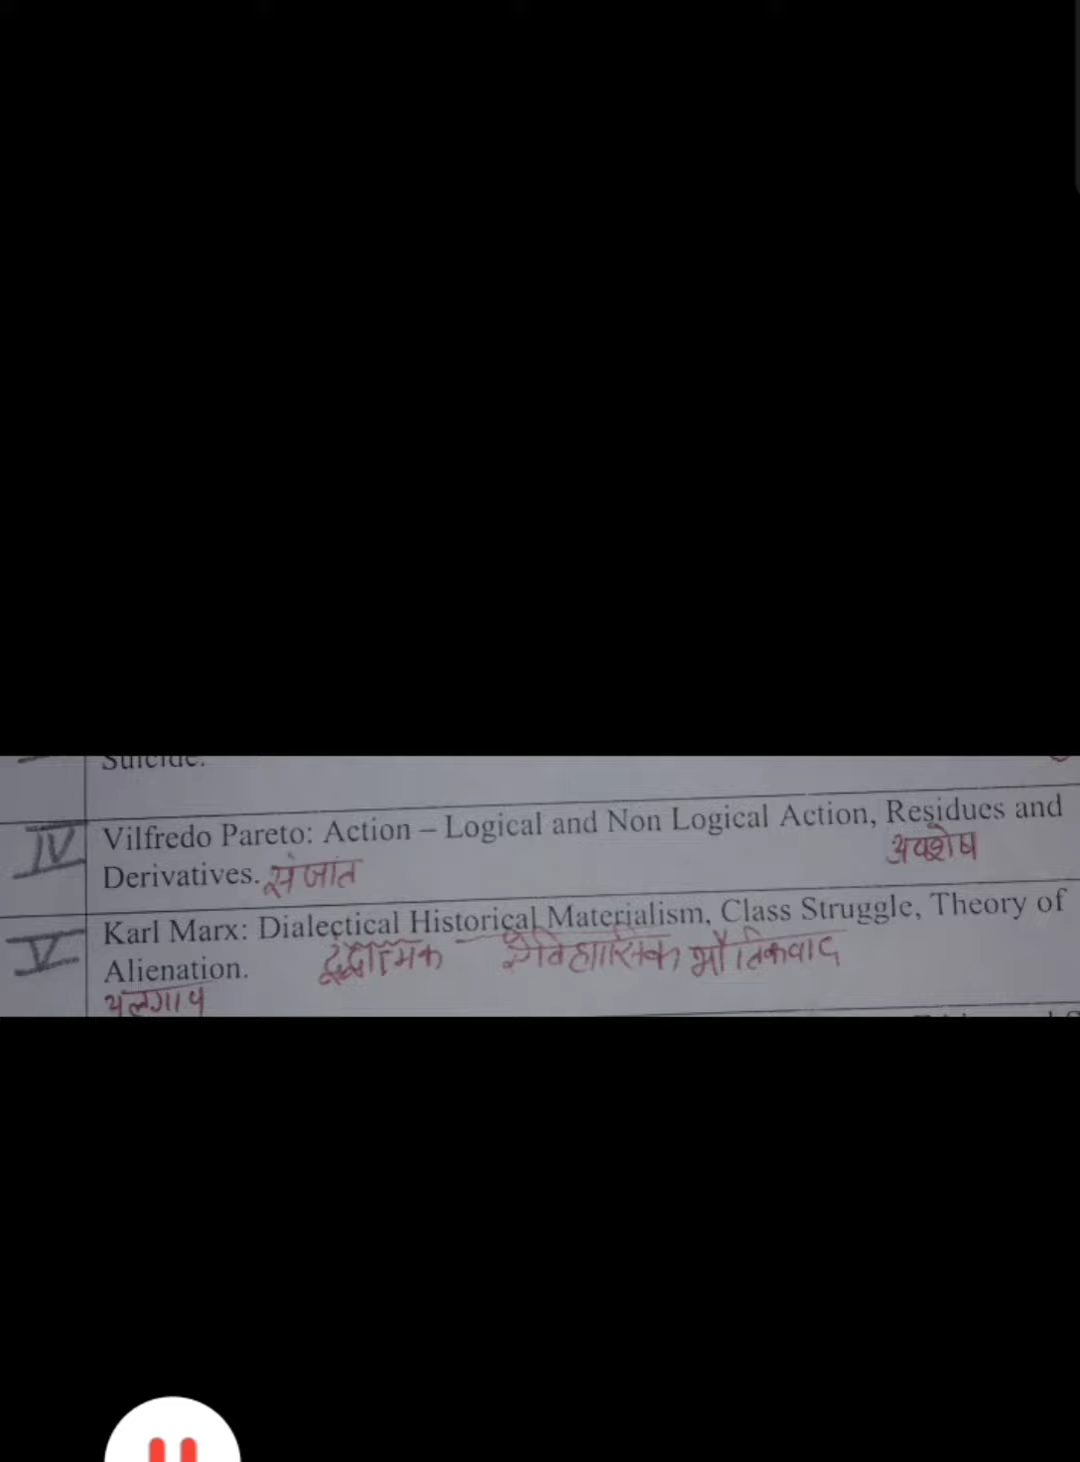 Suicide.
IV Vilfredo Pareto: Action – Logical and Non Logical Action, Residues and
अवशेष
Derivatives. संजात
V Karl Marx: Dialectical Historical Materialism, Class Struggle, Theory of
द्वंद्वात्मक ऐतिहासिक भौतिकवाद
Alienation.
अलगाव